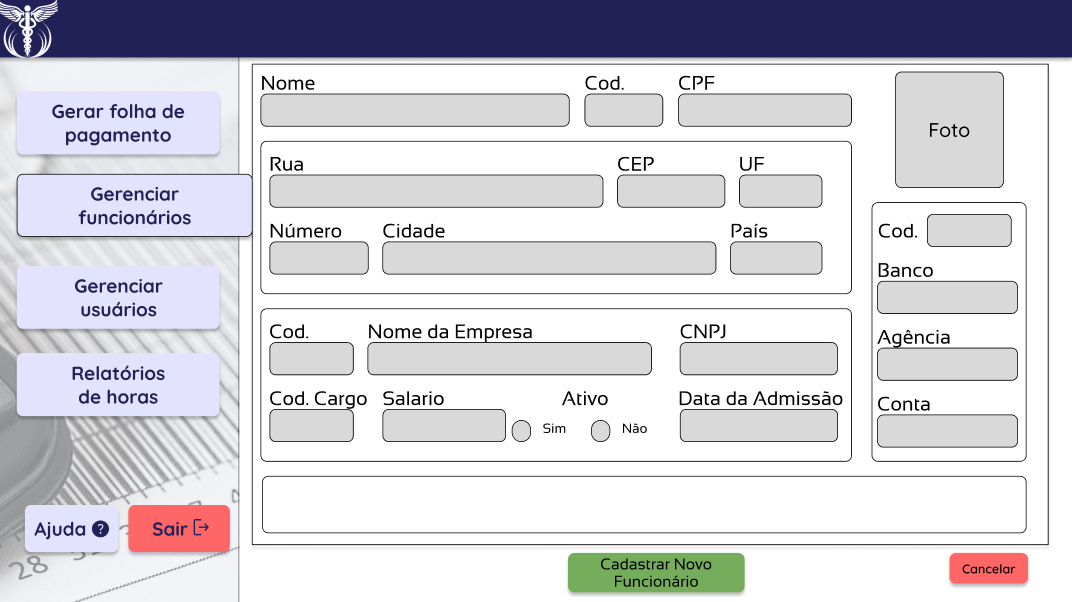 Gerar folha de
pagamento
Gerenciar
funcionários
Gerenciar
usuários
Relatórios
de horas
Ajuda ?
Sair
28
Nome Cod. CPF
Foto
Rua CEP UF
Número Cidade País
Cod. Nome da Empresa CNPJ
Cod. Cargo Salario Ativo Data da Admissão
Sim Não
Cod.
Banco
Agência
Conta
Cadastrar Novo
Funcionário
Cancelar